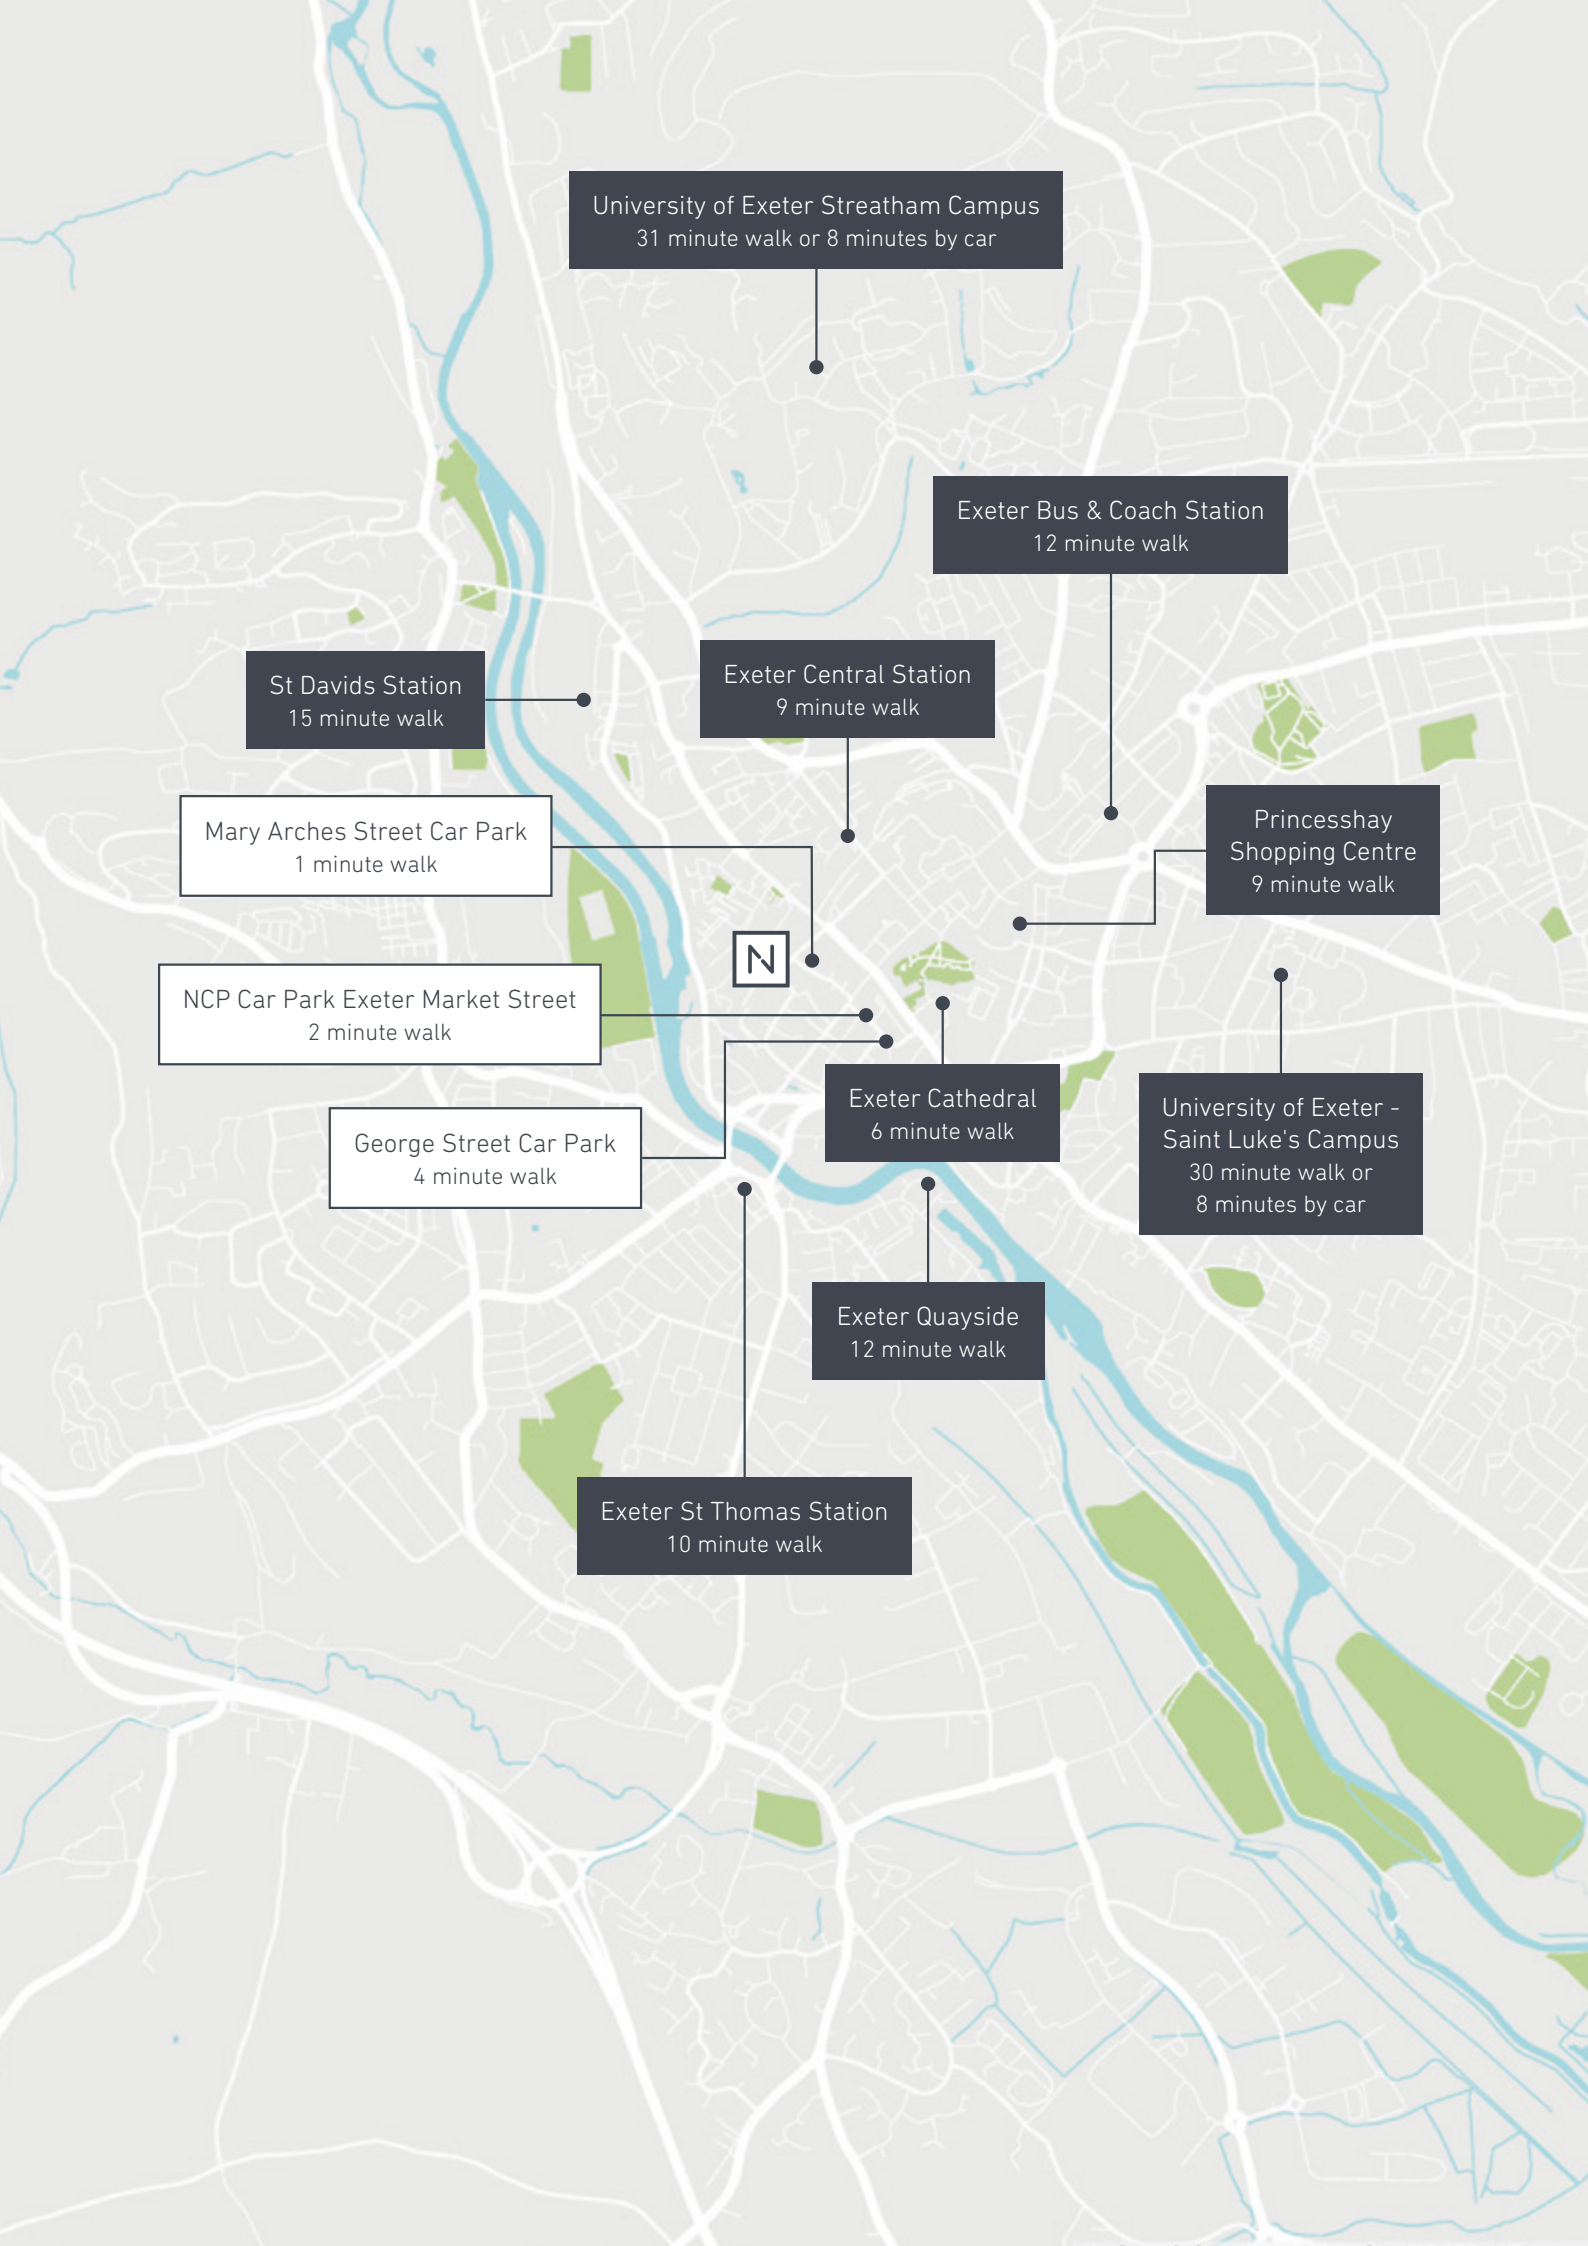 University of Exeter Streatham Campus
31 minute walk or 8 minutes by car
Exeter Bus & Coach Station
12 minute walk
Exeter Central Station
9 minute walk
St Davids Station
15 minute walk
Princesshay
Shopping Centre
9 minute walk
Mary Arches Street Car Park
1 minute walk
N
NCP Car Park Exeter Market Street
2 minute walk
Exeter Cathedral
6 minute walk
University of Exeter -
Saint Luke's Campus
30 minute walk or
8 minutes by car
George Street Car Park
4 minute walk
Exeter Quayside
12 minute walk
Exeter St Thomas Station
10 minute walk